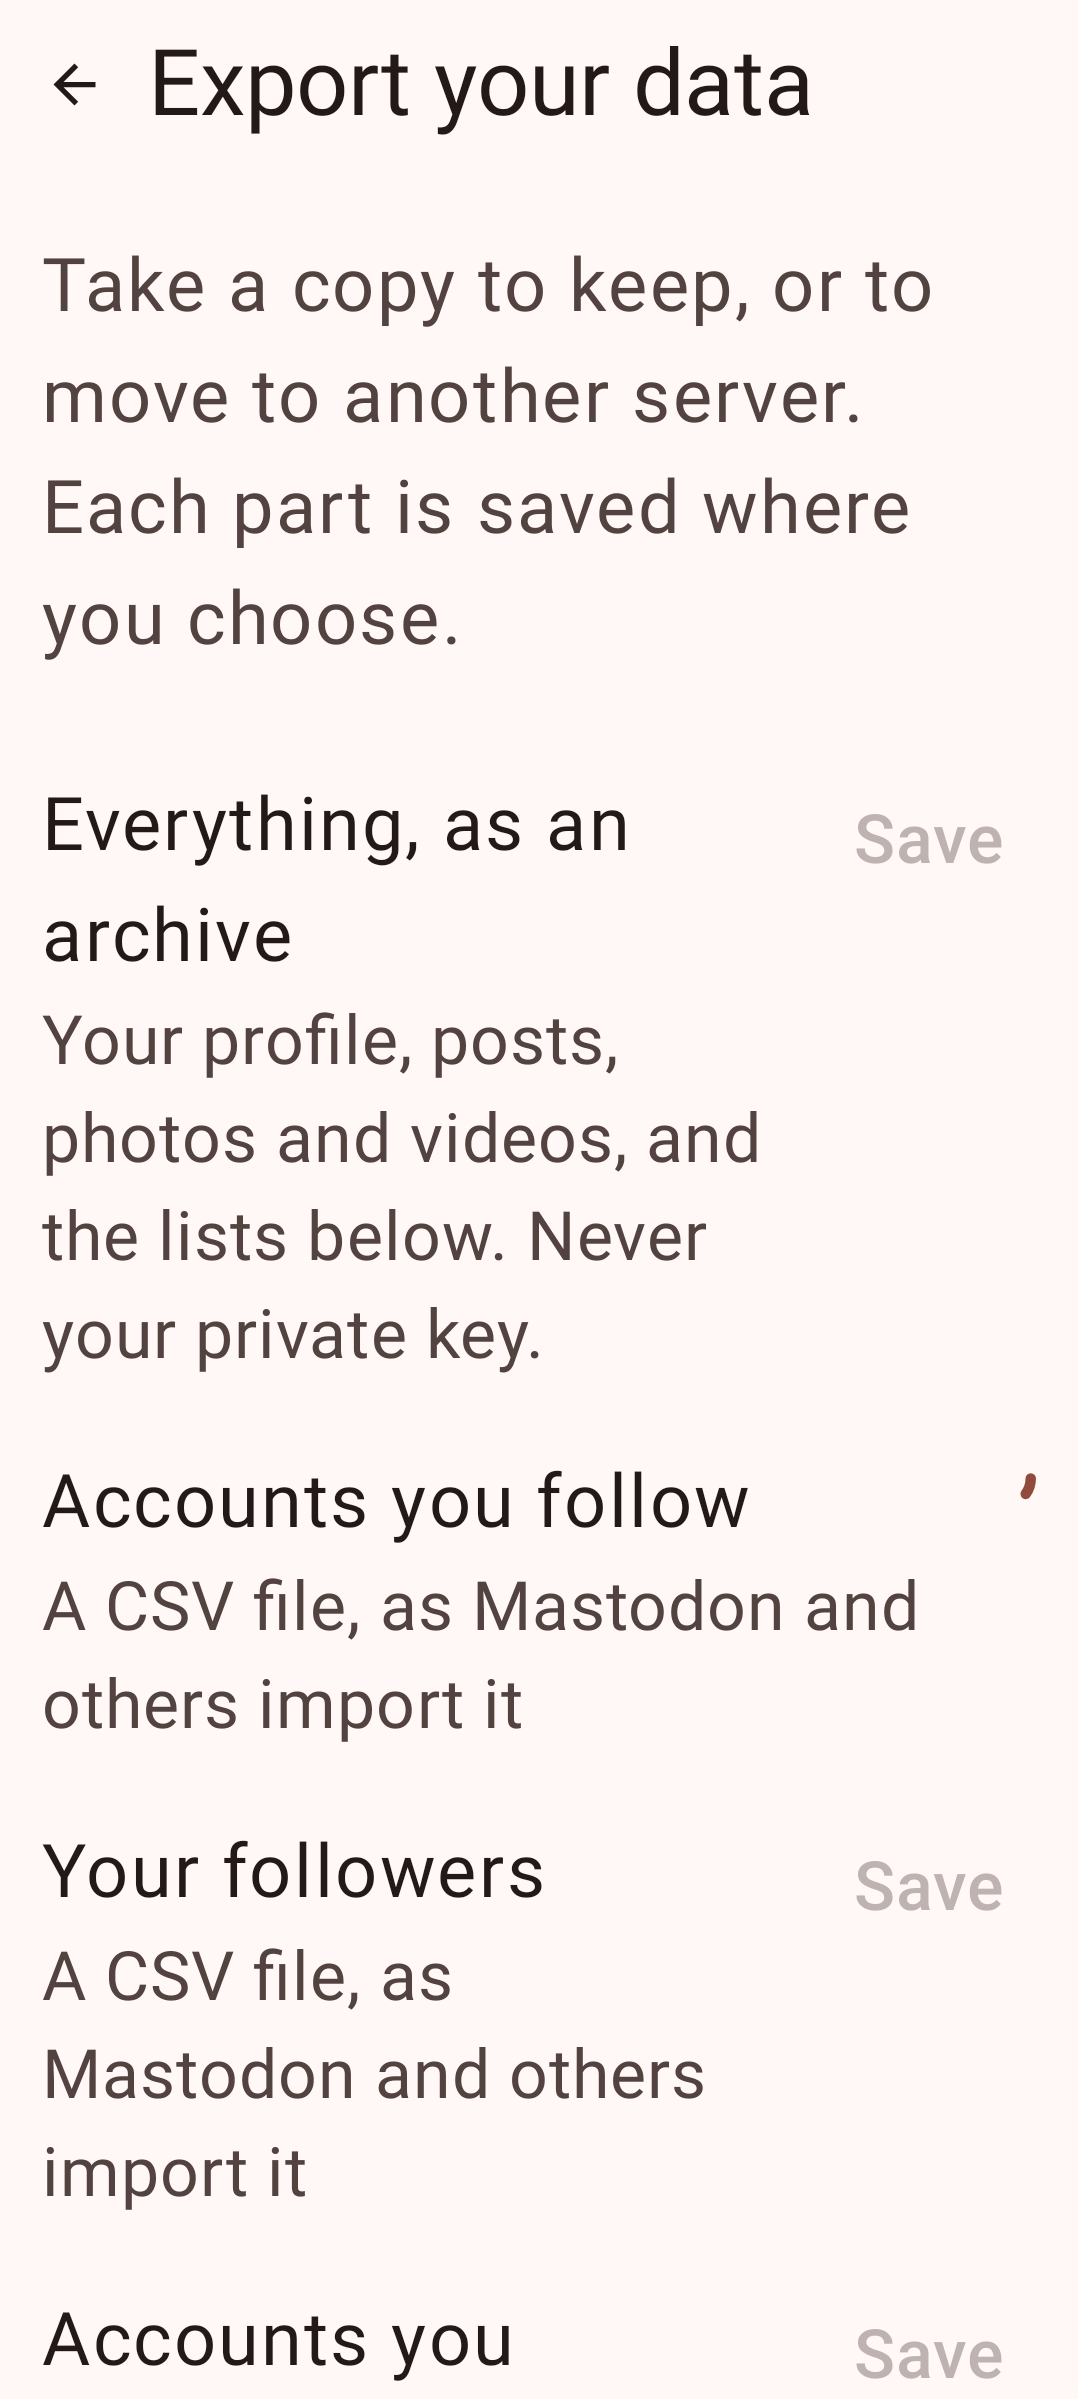 Export your data
Take a copy to keep, or to
move to another server.
Each part is saved where
you choose.
Everything, as an
archive
Save
Your profile, posts,
photos and videos, and
the lists below. Never
your private key.
Accounts you follow
A CSV file, as Mastodon and
others import it
Your followers
Save
A CSV file, as
Mastodon and others
import it
Accounts you
Save